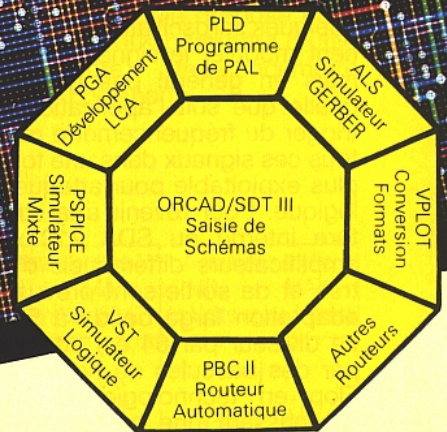 PLD
Programme
de PAL
ALS
Simulateur
GERBER
VPLOT
Conversion
Formats
Autres
Routeurs
PBC II
Routeur
Automatique
VST
Simulateur
Logique
PSPICE
Simulateur
Mixte
PGA
Développement
LCA
ORCAD/SDT III
Saisie de
Schémas